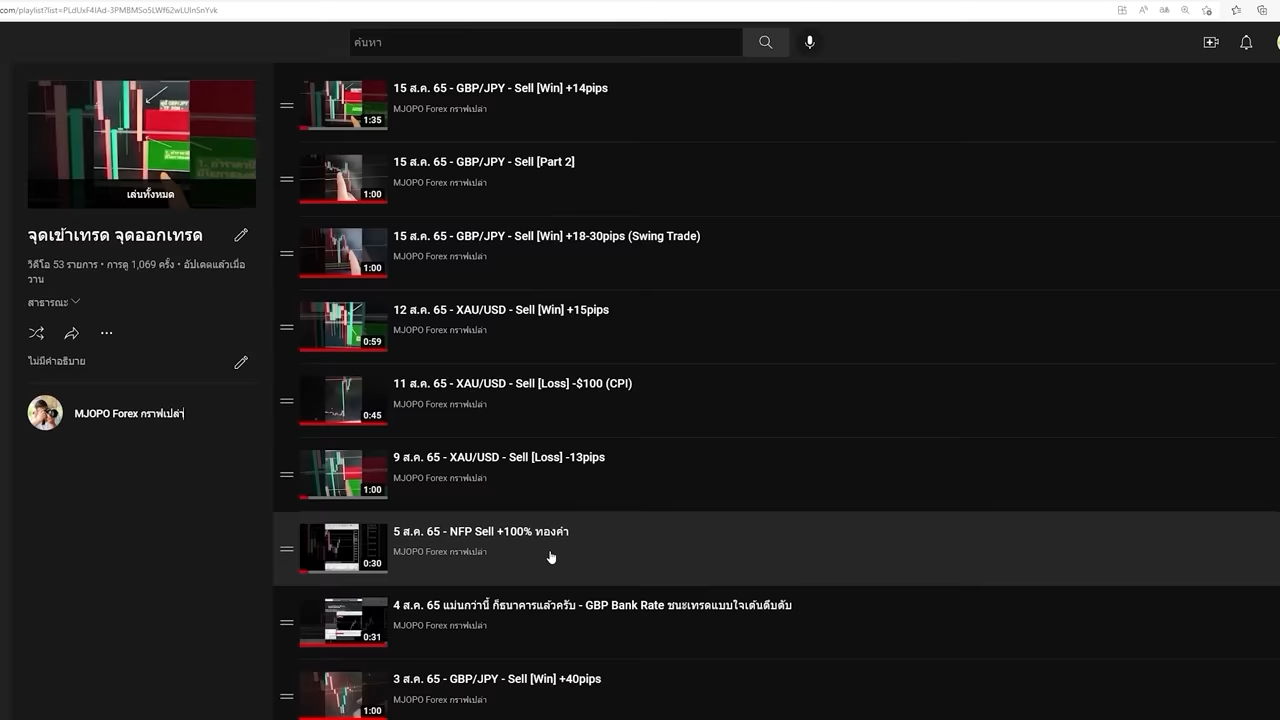 com/playlist?list=PLdUxF4IAd-3PMBMSo5LWf62wLUlnSnYvk
ค้นหา
เล่นทั้งหมด
จุดเข้าเทรด จุดออกเทรด
วิดีโอ 53 รายการ • การดู 1,069 ครั้ง • อัปเดตแล้วเมื่อ
วาน
สาธารณะ
ไม่มีคำอธิบาย
MJOPO Forex กราฟเปล่า
15 ส.ค. 65 - GBP/JPY - Sell [Win] +14pips
MJOPO Forex กราฟเปล่า
1:35
15 ส.ค. 65 - GBP/JPY - Sell [Part 2]
MJOPO Forex กราฟเปล่า
1:00
15 ส.ค. 65 - GBP/JPY - Sell [Win] +18-30pips (Swing Trade)
MJOPO Forex กราฟเปล่า
1:00
12 ส.ค. 65 - XAU/USD - Sell [Win] +15pips
MJOPO Forex กราฟเปล่า
0:59
11 ส.ค. 65 - XAU/USD - Sell [Loss] -$100 (CPI)
MJOPO Forex กราฟเปล่า
0:45
9 ส.ค. 65 - XAU/USD - Sell [Loss] -13pips
MJOPO Forex กราฟเปล่า
1:00
5 ส.ค. 65 - NFP Sell +100% ทองคำ
MJOPO Forex กราฟเปล่า
0:30
4 ส.ค. 65 แม่นกว่านี้ ก็ธนาคารแล้วครับ - GBP Bank Rate ชนะเทรดแบบใจเต้นตึบตับ
MJOPO Forex กราฟเปล่า
0:31
3 ส.ค. 65 - GBP/JPY - Sell [Win] +40pips
MJOPO Forex กราฟเปล่า
1:00